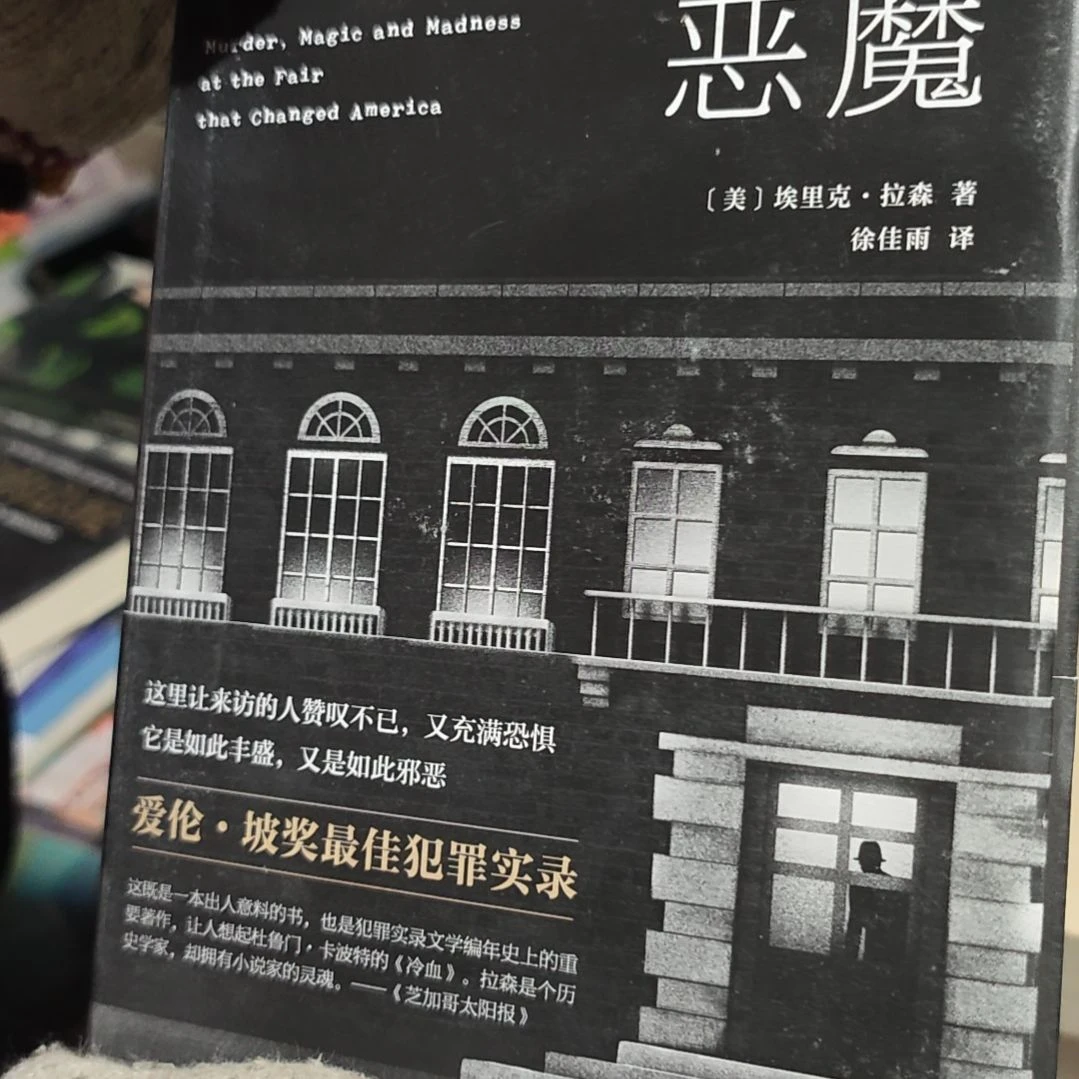 Murder, Magic and Madness
at the Fair
that Changed America
恶魔
〔美〕埃里克·拉森 著
徐佳雨 译
这里让来访的人赞叹不已，又充满恐惧
它是如此丰盛，又是如此邪恶
爱伦·坡奖最佳犯罪实录
这既是一本出人意料的书，也是犯罪实录文学编年史上的重
要著作，让人想起杜鲁门·卡波特的《冷血》。拉森是个历
史学家，却拥有小说家的灵魂。——《芝加哥太阳报》